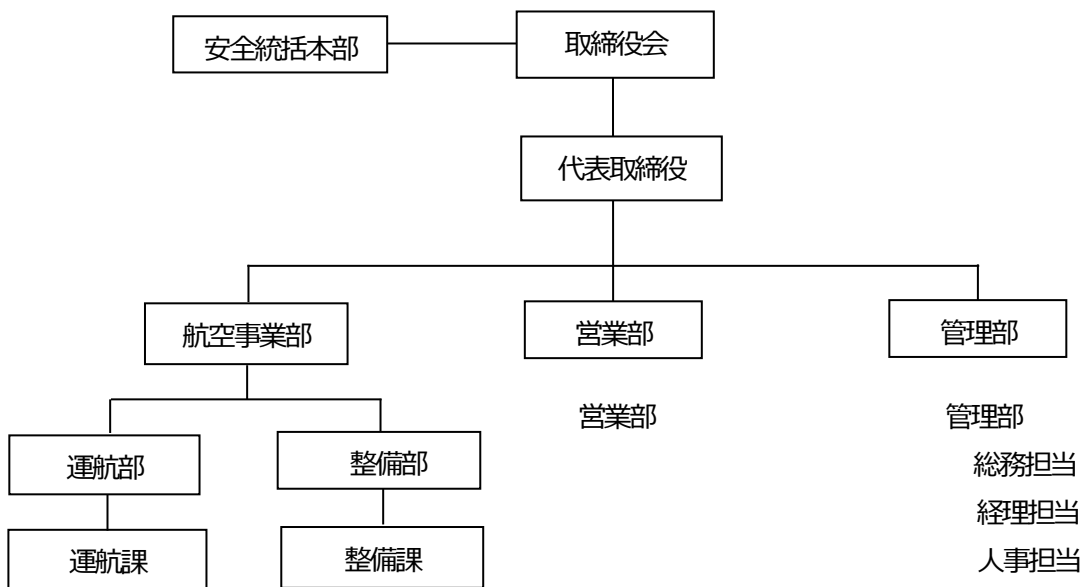 安全統括本部
取締役会
代表取締役
航空事業部
営業部
管理部
営業部
管理部
運航部
整備部
総務担当
経理担当
運航課
整備課
人事担当